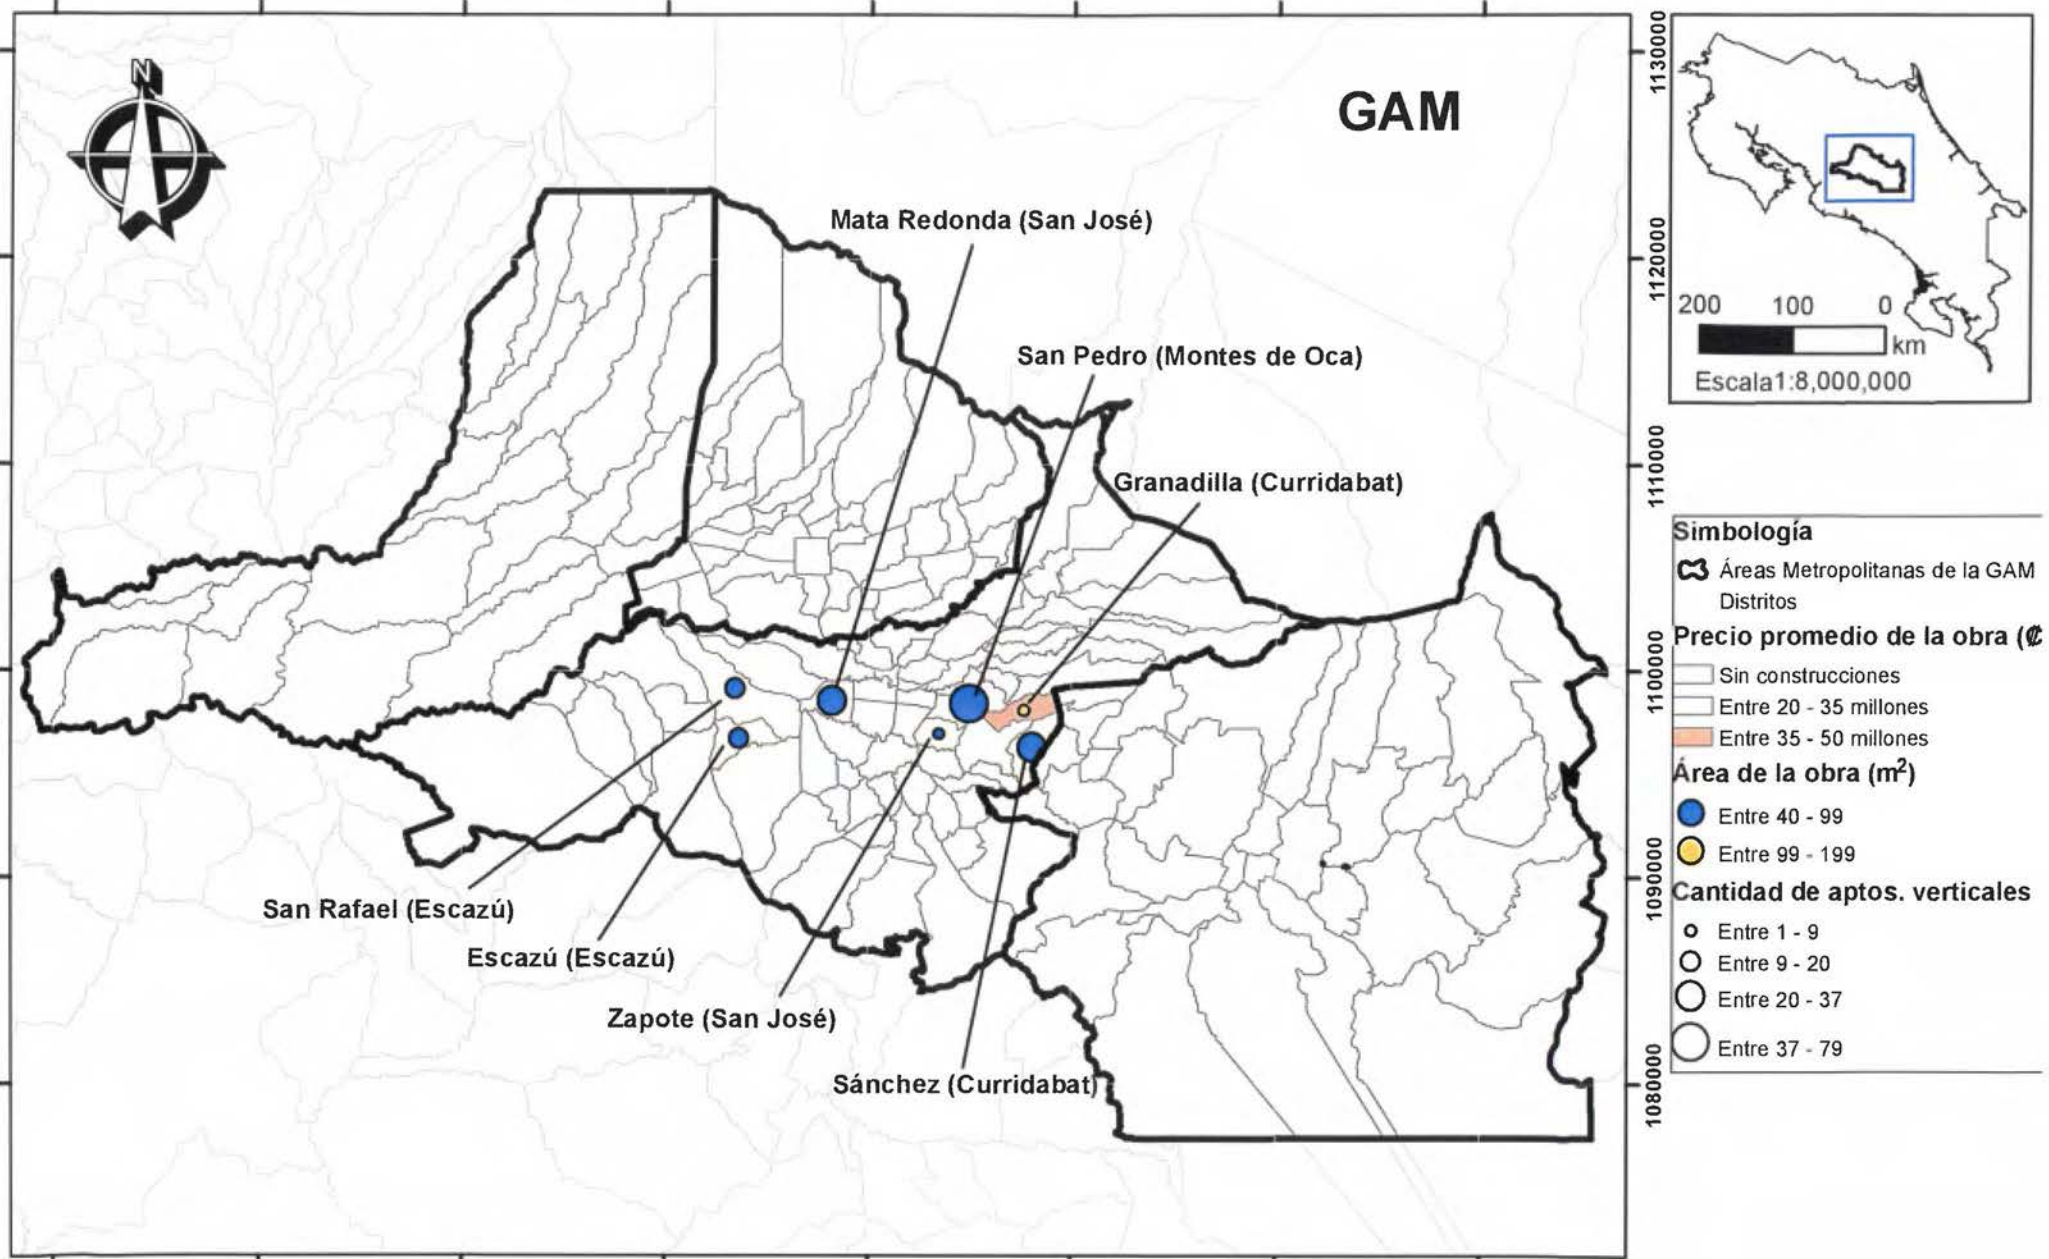 N
GAM
Mata Redonda (San José)
San Pedro (Montes de Oca)
Granadilla (Curridabat)
San Rafael (Escazú)
Escazú (Escazú)
Zapote (San José)
Sánchez (Curridabat)
1130000
1120000
1110000
1100000
1090000
1080000
200 100 0
km
Escala1:8,000,000
Simbología
Áreas Metropolitanas de la GAM
Distritos
Precio promedio de la obra (₡
Sin construcciones
Entre 20 - 35 millones
Entre 35 - 50 millones
Área de la obra (m²)
Entre 40 - 99
Entre 99 - 199
Cantidad de aptos. verticales
Entre 1 - 9
Entre 9 - 20
Entre 20 - 37
Entre 37 - 79